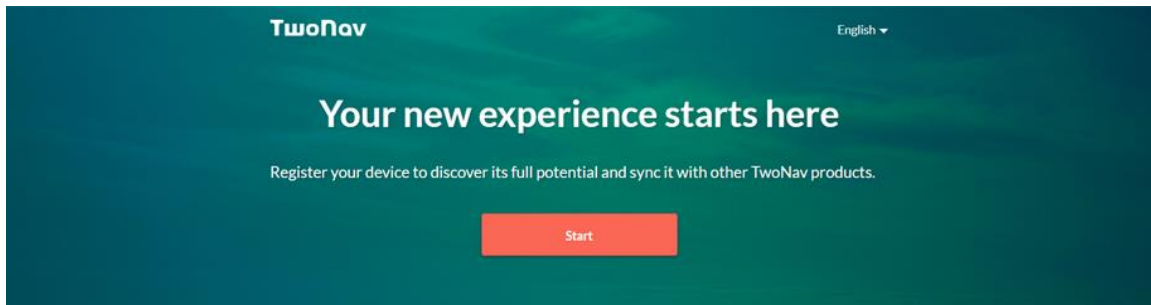 TwoNav
English
Your new experience starts here
Register your device to discover its full potential and sync it with other TwoNav products.
Start